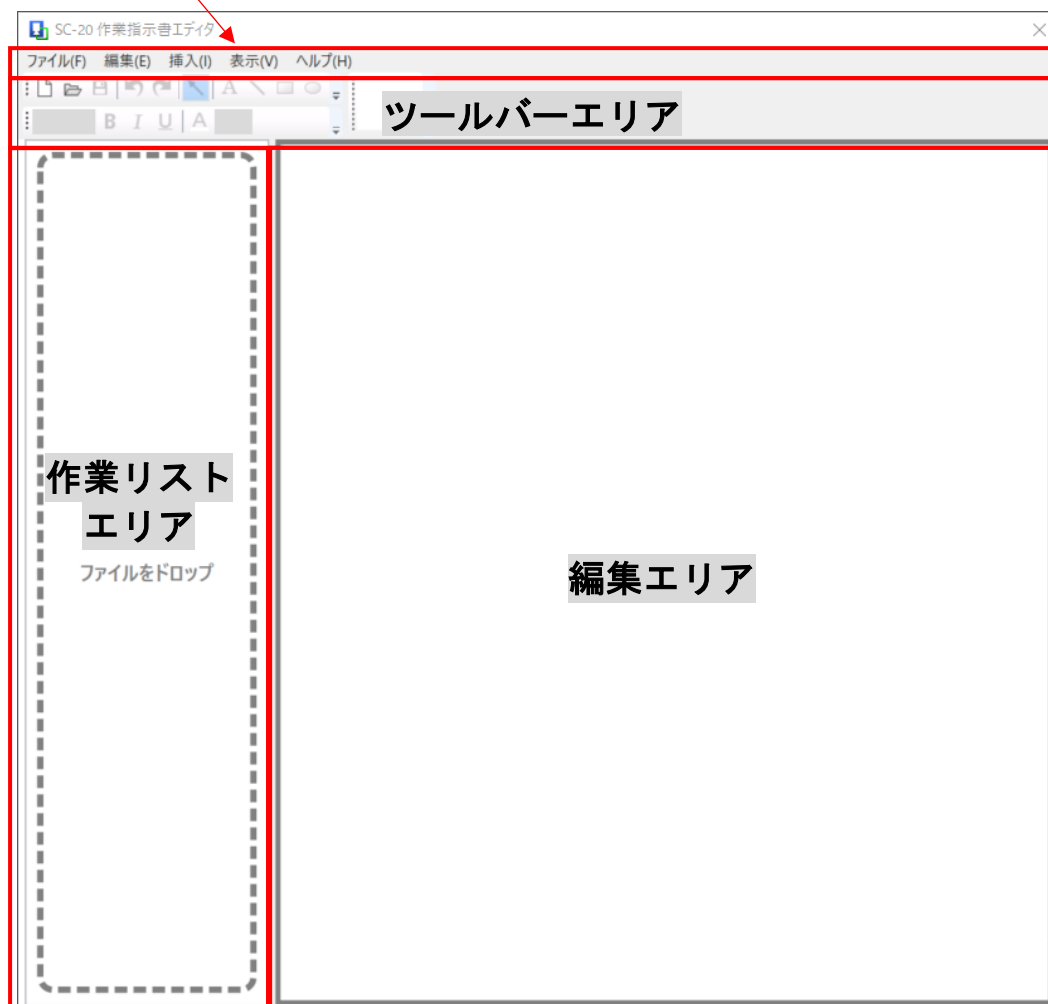 SC-20 作業指示書エディタ
ファイル(F) 編集(E) 挿入(I) 表示(V) ヘルプ(H)
A
B I U A
ツールバーエリア
作業リスト
エリア
ファイルをドロップ
編集エリア